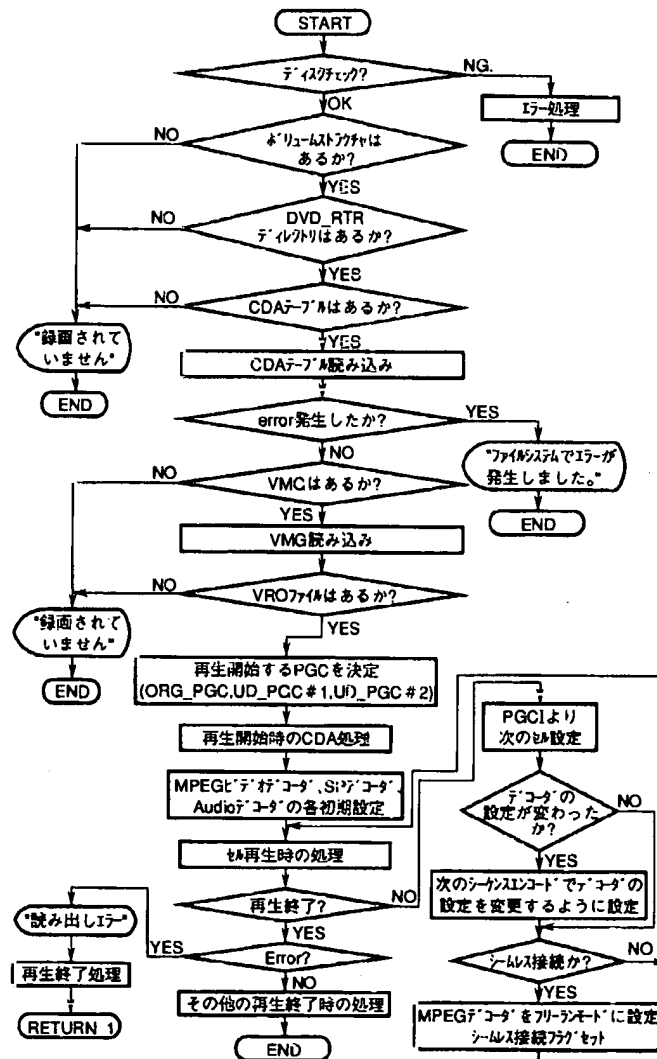 START
ディスクチェック?
NG.
OK
エラー処理
END
ボリュームストラクチャは
あるか?
NO
YES
DVD_RTR
ディレクトリはあるか?
NO
YES
CDAテーブルはあるか?
NO
YES
"録画されて
いません"
END
CDAテーブル読み込み
error発生したか?
YES
NO
"ファイルシステムでエラーが
発生しました。"
END
VMCはあるか?
NO
YES
VMG読み込み
VROファイルはあるか?
NO
YES
"録画されて
いません"
END
再生開始するPGCを決定
(ORG_PGC,UD_PGC#1,UD_PGC#2)
再生開始時のCDA処理
MPEGビデオデコーダ、SPデコーダ、
Audioデコーダの各初期設定
セル再生時の処理
再生終了?
NO
YES
Error?
YES
NO
"読み出しエラー"
再生終了処理
RETURN 1
その他の再生終了時の処理
END
PGCIより
次のセル設定
デコーダの
設定が変わった
か?
NO
YES
次のシーケンスエンコードでデコーダの
設定を変更するように設定
シームレス接続か?
NO
YES
MPEGデコーダをフリーランモードに設定
シームレス接続フラグセット